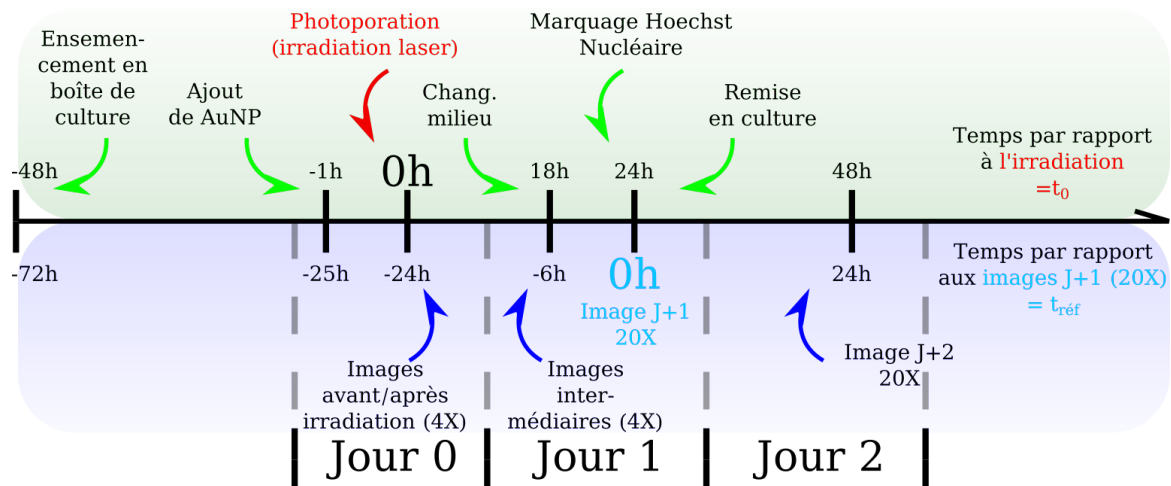 Ensemen-
cement en
boîte de
culture
Ajout
de AuNP
Photoporation
(irradiation laser)
Chang.
milieu
Marquage Hoechst
Nucléaire
Remise
en culture
Temps par rapport
à l'irradiation
=t₀
-48h
-1h
0h
18h
24h
48h
-72h
-25h
-24h
-6h
0h
24h
Image J+1
20X
Temps par rapport
aux images J+1 (20X)
= tréf
Images
avant/après
irradiation (4X)
Images
inter-
médiaires (4X)
Image J+2
20X
Jour 0
Jour 1
Jour 2